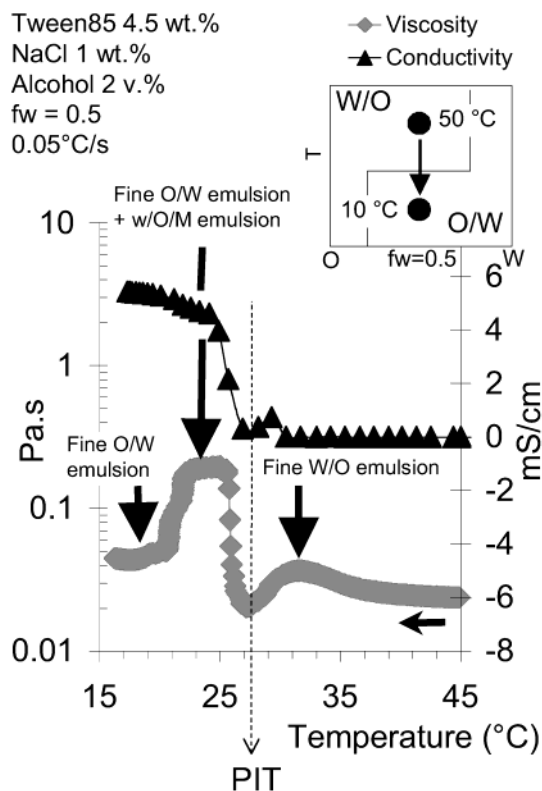 Tween85 4.5 wt.%
NaCl 1 wt.%
Alcohol 2 v.%
fw = 0.5
0.05°C/s
Viscosity
Conductivity
W/O
50 °C
T
10 °C
O/W
O
fw=0.5
W
Fine O/W emulsion
+ w/O/M emulsion
Fine O/W
emulsion
Fine W/O emulsion
10
1
0.1
0.01
Pa.s
6
4
2
0
-2
-4
-6
-8
mS/cm
15
25
35
45
Temperature (°C)
PIT